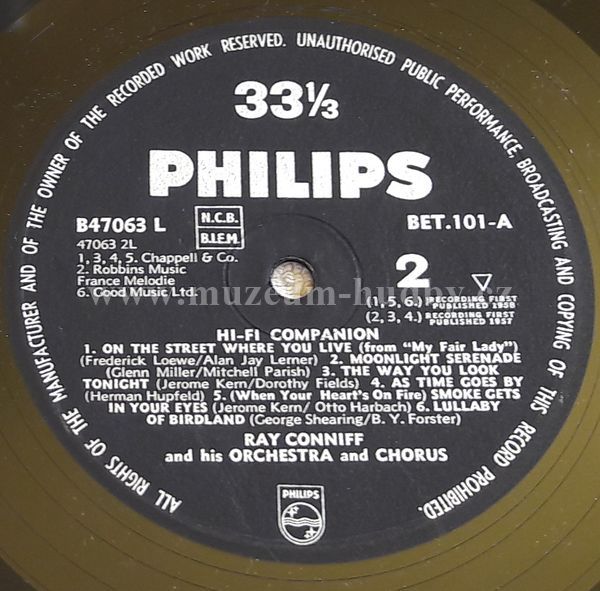 ALL RIGHTS OF THE MANUFACTURER AND OF THE OWNER OF THE RECORDED WORK RESERVED. UNAUTHORISED PUBLIC PERFORMANCE, BROADCASTING AND COPYING OF THIS RECORD PROHIBITED.
33⅓
PHILIPS
B47063 L
N.C.B.
B.I.E.M.
BET.101-A
47063 2L
1, 3, 4, 5. Chappell & Co.
2. Robbins Music
France Melodie
6. Good Music Ltd.
2
(1, 5, 6.) RECORDING FIRST PUBLISHED 1958
(2, 3, 4.) RECORDING FIRST PUBLISHED 1957
www.muzeum-hudby.cz
HI-FI COMPANION
1. ON THE STREET WHERE YOU LIVE (from "My Fair Lady")
(Frederick Loewe/Alan Jay Lerner) 2. MOONLIGHT SERENADE
(Glenn Miller/Mitchell Parish) 3. THE WAY YOU LOOK
TONIGHT (Jerome Kern/Dorothy Fields) 4. AS TIME GOES BY
(Herman Hupfeld) 5. (When Your Heart's On Fire) SMOKE GETS
IN YOUR EYES (Jerome Kern/ Otto Harbach) 6. LULLABY
OF BIRDLAND (George Shearing/B. Y. Forster)
RAY CONNIFF
and his ORCHESTRA and CHORUS
PHILIPS